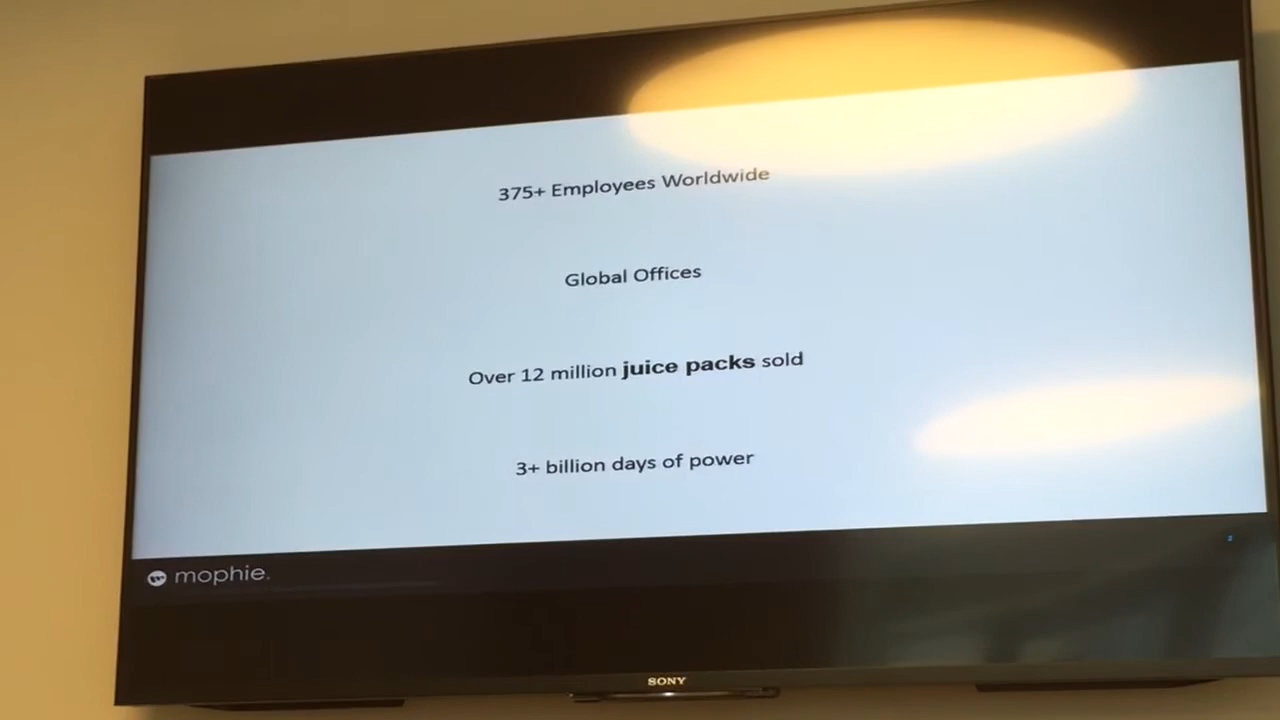 375+ Employees Worldwide
Global Offices
Over 12 million juice packs sold
3+ billion days of power
mophie.
SONY